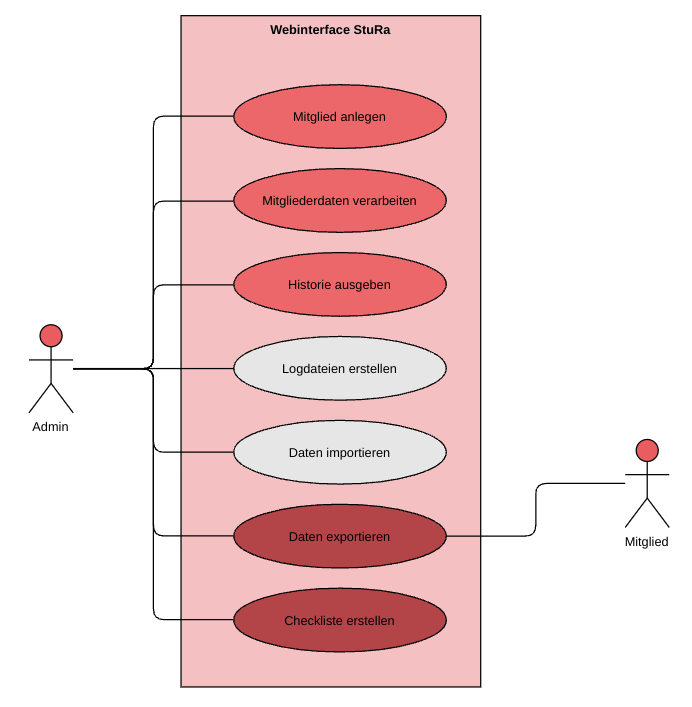 Webinterface StuRa
Mitglied anlegen
Mitgliederdaten verarbeiten
Historie ausgeben
Logdateien erstellen
Admin
Daten importieren
Daten exportieren
Mitglied
Checkliste erstellen